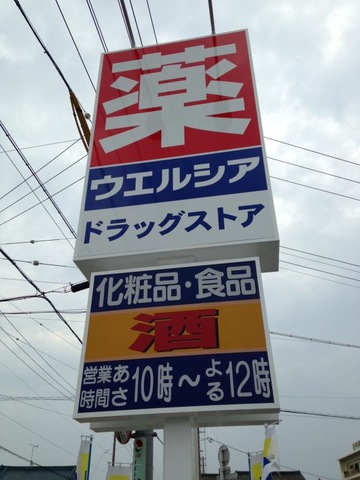 薬
ウエルシア
ドラッグストア
化粧品・食品
酒
営業時間 あさ10時～よる12時